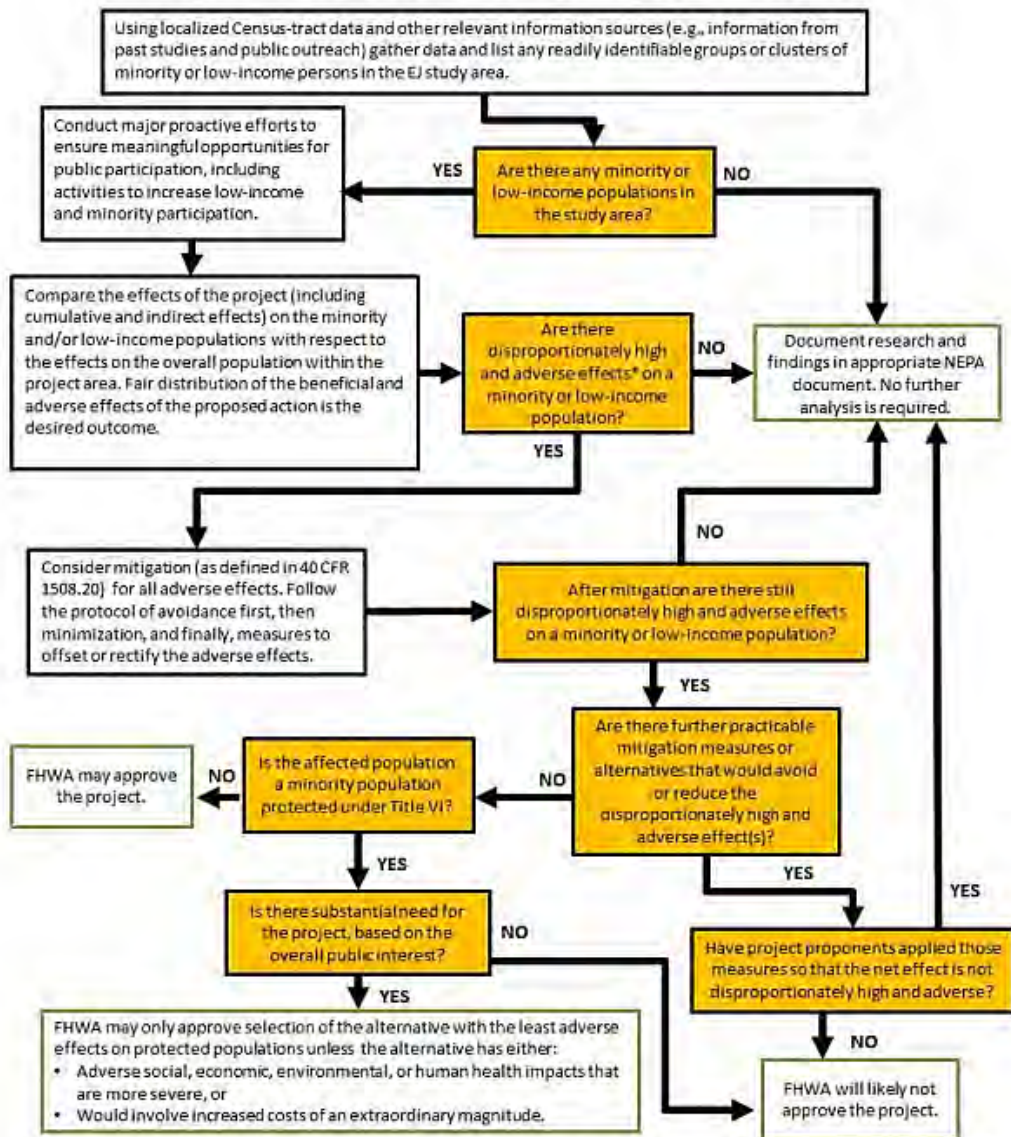 Using localized Census-tract data and other relevant information sources (e.g., information from
past studies and public outreach) gather data and list any readily identifiable groups or clusters of
minority or low-income persons in the EJ study area.
Conduct major proactive efforts to
ensure meaningful opportunities for
public participation, including
activities to increase low-income
and minority participation.
YES
Are there any minority or
low-income populations in
the study area?
NO
Compare the effects of the project (including
cumulative and indirect effects) on the minority
and/or low-income populations with respect to
the effects on the overall population within the
project area. Fair distribution of the beneficial and
adverse effects of the proposed action is the
desired outcome.
Are there
disproportionately high
and adverse effects* on a
minority or low-income
population?
NO
Document research and
findings in appropriate NEPA
document. No further
analysis is required.
YES
NO
Consider mitigation (as defined in 40 CFR
1508.20) for all adverse effects. Follow
the protocol of avoidance first, then
minimization, and finally, measures to
offset or rectify the adverse effects.
After mitigation are there still
disproportionately high and adverse effects
on a minority or low-income population?
YES
Are there further practicable
mitigation measures or
alternatives that would avoid
or reduce the
disproportionately high and
adverse effect(s)?
NO
Is the affected population
a minority population
protected under Title VI?
NO
FHWA may approve
the project.
YES
YES
YES
Is there substantial need for
the project, based on the
overall public interest?
NO
Have project proponents applied those
measures so that the net effect is not
disproportionately high and adverse?
YES
NO
FHWA may only approve selection of the alternative with the least adverse
effects on protected populations unless the alternative has either:
• Adverse social, economic, environmental, or human health impacts that
are more severe, or
• Would involve increased costs of an extraordinary magnitude.
FHWA will likely not
approve the project.